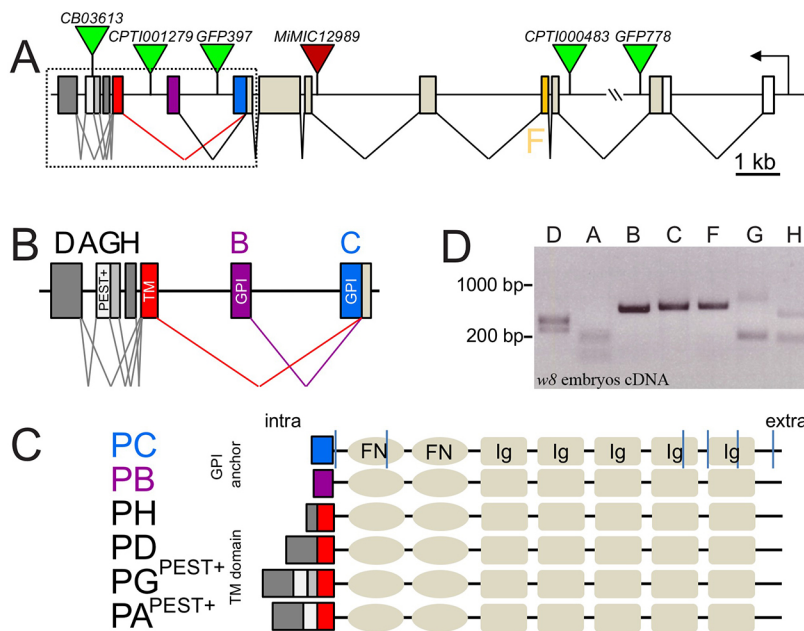 CB03613
CPTI001279
GFP397
MiMIC12989
CPTI000483
GFP778
A
F
1 kb
B
DAGH
B
C
PEST+
TM
GPI
GPI
D
D A B C F G H
1000 bp
200 bp
w8 embryos cDNA
C
intra
extra
PC
PB
PH
PD
PG PEST+
PA PEST+
GPI anchor
TM domain
FN FN Ig Ig Ig Ig Ig